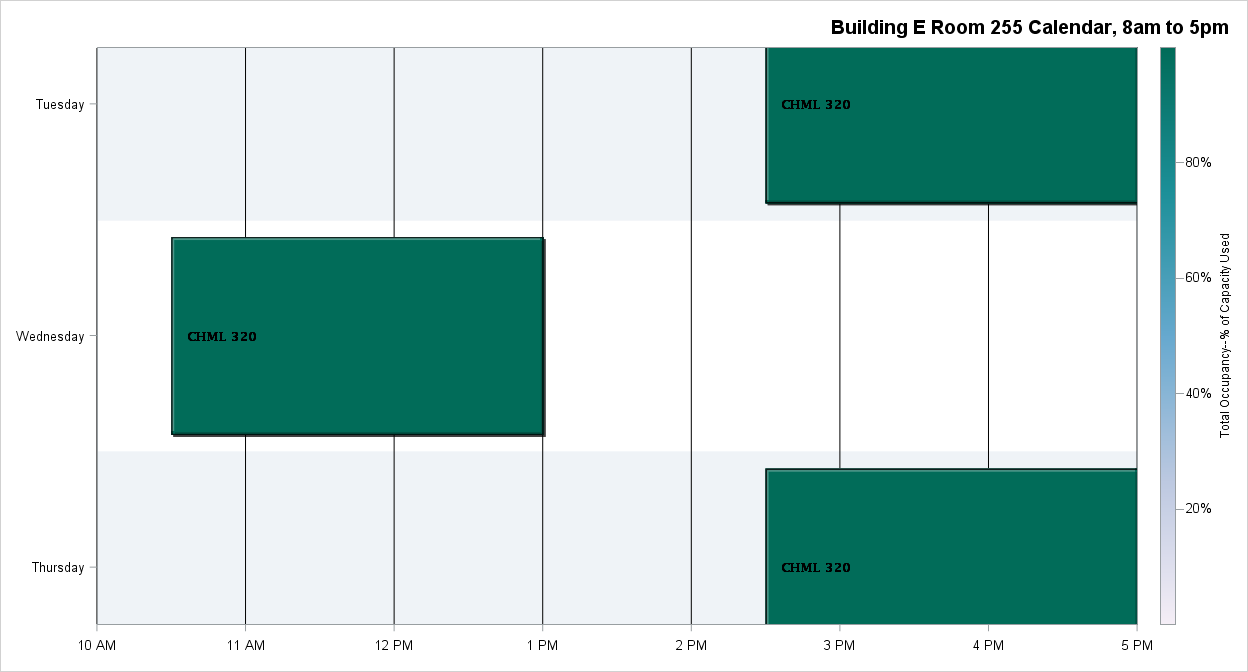 Building E Room 255 Calendar, 8am to 5pm
Tuesday
CHML 320
80%
Total Occupancy--% of Capacity Used
60%
Wednesday
CHML 320
40%
20%
Thursday
CHML 320
10 AM 11 AM 12 PM 1 PM 2 PM 3 PM 4 PM 5 PM